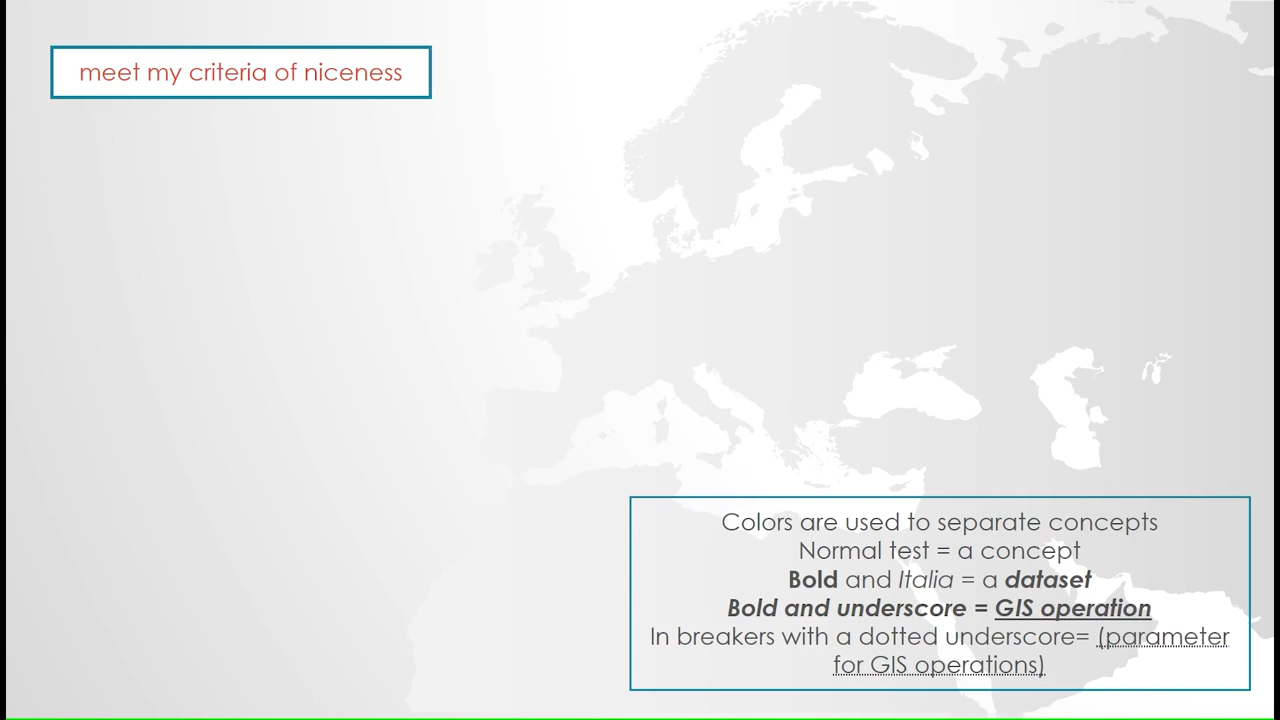 meet my criteria of niceness
Colors are used to separate concepts
Normal test = a concept
Bold and Italia = a dataset
Bold and underscore = GIS operation
In breakers with a dotted underscore= (parameter
for GIS operations)